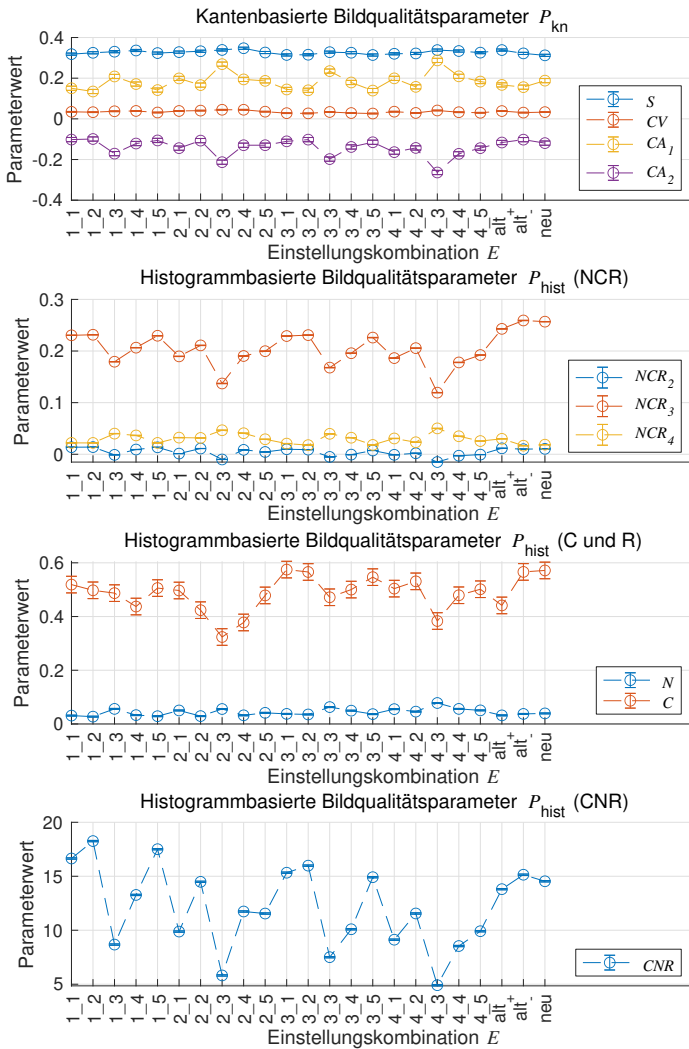 Kantenbasierte Bildqualitätsparameter P_kn
Parameterwert
0.4
0.2
0
-0.2
-0.4
S
CV
CA_1
CA_2
1_1
1_2
1_3
1_4
1_5
2_1
2_2
2_3
2_4
2_5
3_1
3_2
3_3
3_4
3_5
4_1
4_2
4_3
4_4
4_5
alt^+
alt^-
neu
Einstellungskombination E
Histogrammbasierte Bildqualitätsparameter P_hist (NCR)
Parameterwert
0.3
0.2
0.1
0
NCR_2
NCR_3
NCR_4
1_1
1_2
1_3
1_4
1_5
2_1
2_2
2_3
2_4
2_5
3_1
3_2
3_3
3_4
3_5
4_1
4_2
4_3
4_4
4_5
alt^+
alt^-
neu
Einstellungskombination E
Histogrammbasierte Bildqualitätsparameter P_hist (C und R)
Parameterwert
0.6
0.4
0.2
0
N
C
1_1
1_2
1_3
1_4
1_5
2_1
2_2
2_3
2_4
2_5
3_1
3_2
3_3
3_4
3_5
4_1
4_2
4_3
4_4
4_5
alt^+
alt^-
neu
Einstellungskombination E
Histogrammbasierte Bildqualitätsparameter P_hist (CNR)
Parameterwert
20
15
10
5
CNR
1_1
1_2
1_3
1_4
1_5
2_1
2_2
2_3
2_4
2_5
3_1
3_2
3_3
3_4
3_5
4_1
4_2
4_3
4_4
4_5
alt^+
alt^-
neu
Einstellungskombination E